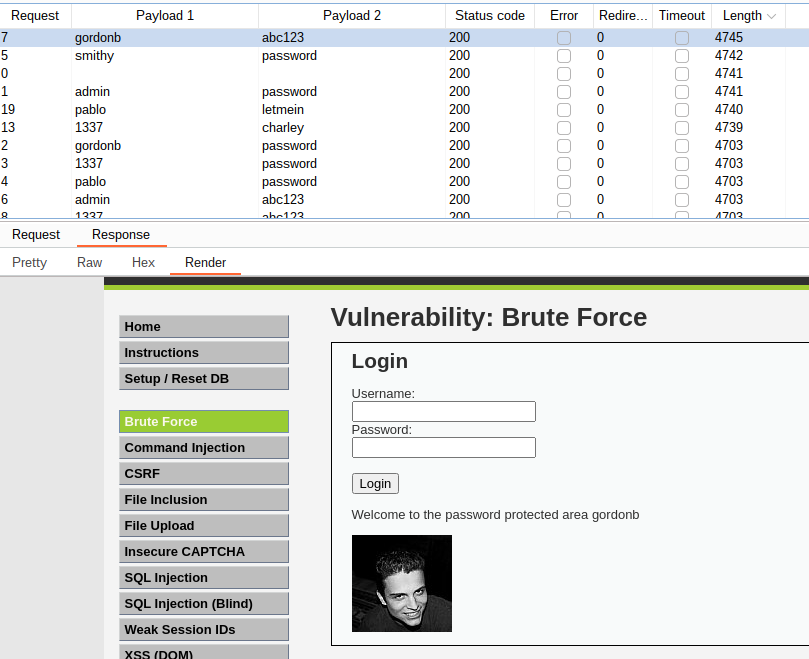 Request Payload 1 Payload 2 Status code Error Redire... Timeout Length
7 gordonb abc123 200 0 4745
5 smithy password 200 0 4742
0 200 0 4741
1 admin password 200 0 4741
19 pablo letmein 200 0 4740
13 1337 charley 200 0 4739
2 gordonb password 200 0 4703
3 1337 password 200 0 4703
4 pablo password 200 0 4703
6 admin abc123 200 0 4703
8 1337 abc123 200 0 4703
Request Response
Pretty Raw Hex Render
Vulnerability: Brute Force
Home
Instructions
Setup / Reset DB
Brute Force
Command Injection
CSRF
File Inclusion
File Upload
Insecure CAPTCHA
SQL Injection
SQL Injection (Blind)
Weak Session IDs
XSS (DOM)
Login
Username:
Password:
Login
Welcome to the password protected area gordonb